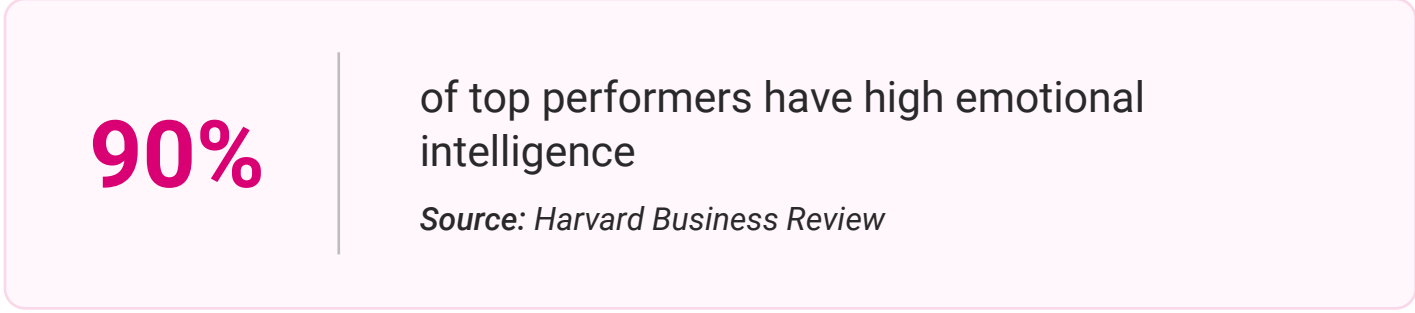 90%
of top performers have high emotional
intelligence
Source: Harvard Business Review